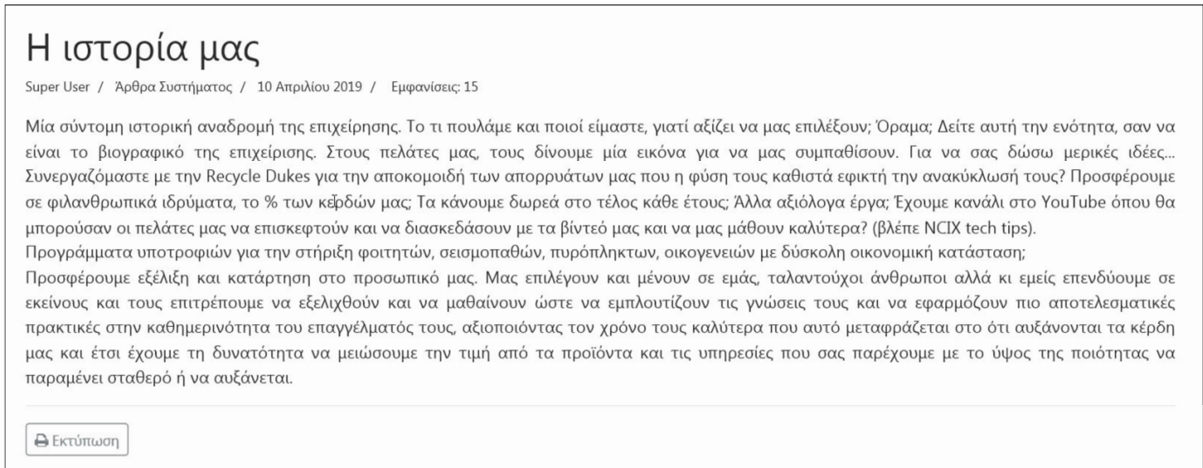 Η ιστορία μας
Super User / Άρθρα Συστήματος / 10 Απριλίου 2019 / Εμφανίσεις: 15
Μία σύντομη ιστορική αναδρομή της επιχείρησης. Το τι πουλάμε και ποιοί είμαστε, γιατί αξίζει να μας επιλέξουν; Όραμα; Δείτε αυτή την ενότητα, σαν να
είναι το βιογραφικό της επιχείρισης. Στους πελάτες μας, τους δίνουμε μία εικόνα για να μας συμπαθίσουν. Για να σας δώσω μερικές ιδέες...
Συνεργαζόμαστε με την Recycle Dukes για την αποκομοιδή των απορρυάτων μας που η φύση τους καθιστά εφικτή την ανακύκλωσή τους? Προσφέρουμε
σε φιλανθρωπικά ιδρύματα, το % των κερδών μας; Τα κάνουμε δωρεά στο τέλος κάθε έτους; Άλλα αξιόλογα έργα; Έχουμε κανάλι στο YouTube όπου θα
μπορούσαν οι πελάτες μας να επισκεφτούν και να διασκεδάσουν με τα βίντεό μας και να μας μάθουν καλύτερα? (βλέπε NCIX tech tips).
Προγράμματα υποτροφιών για την στήριξη φοιτητών, σεισμοπαθών, πυρόπληκτων, οικογενειών με δύσκολη οικονομική κατάσταση;
Προσφέρουμε εξέλιξη και κατάρτηση στο προσωπικό μας. Μας επιλέγουν και μένουν σε εμάς, ταλαντούχοι άνθρωποι αλλά κι εμείς επενδύουμε σε
εκείνους και τους επιτρέπουμε να εξελιχθούν και να μαθαίνουν ώστε να εμπλουτίζουν τις γνώσεις τους και να εφαρμόζουν πιο αποτελεσματικές
πρακτικές στην καθημερινότητα του επαγγέλματός τους, αξιοποιόντας τον χρόνο τους καλύτερα που αυτό μεταφράζεται στο ότι αυξάνονται τα κέρδη
μας και έτσι έχουμε τη δυνατότητα να μειώσουμε την τιμή από τα προϊόντα και τις υπηρεσίες που σας παρέχουμε με το ύψος της ποιότητας να
παραμένει σταθερό ή να αυξάνεται.
Εκτύπωση